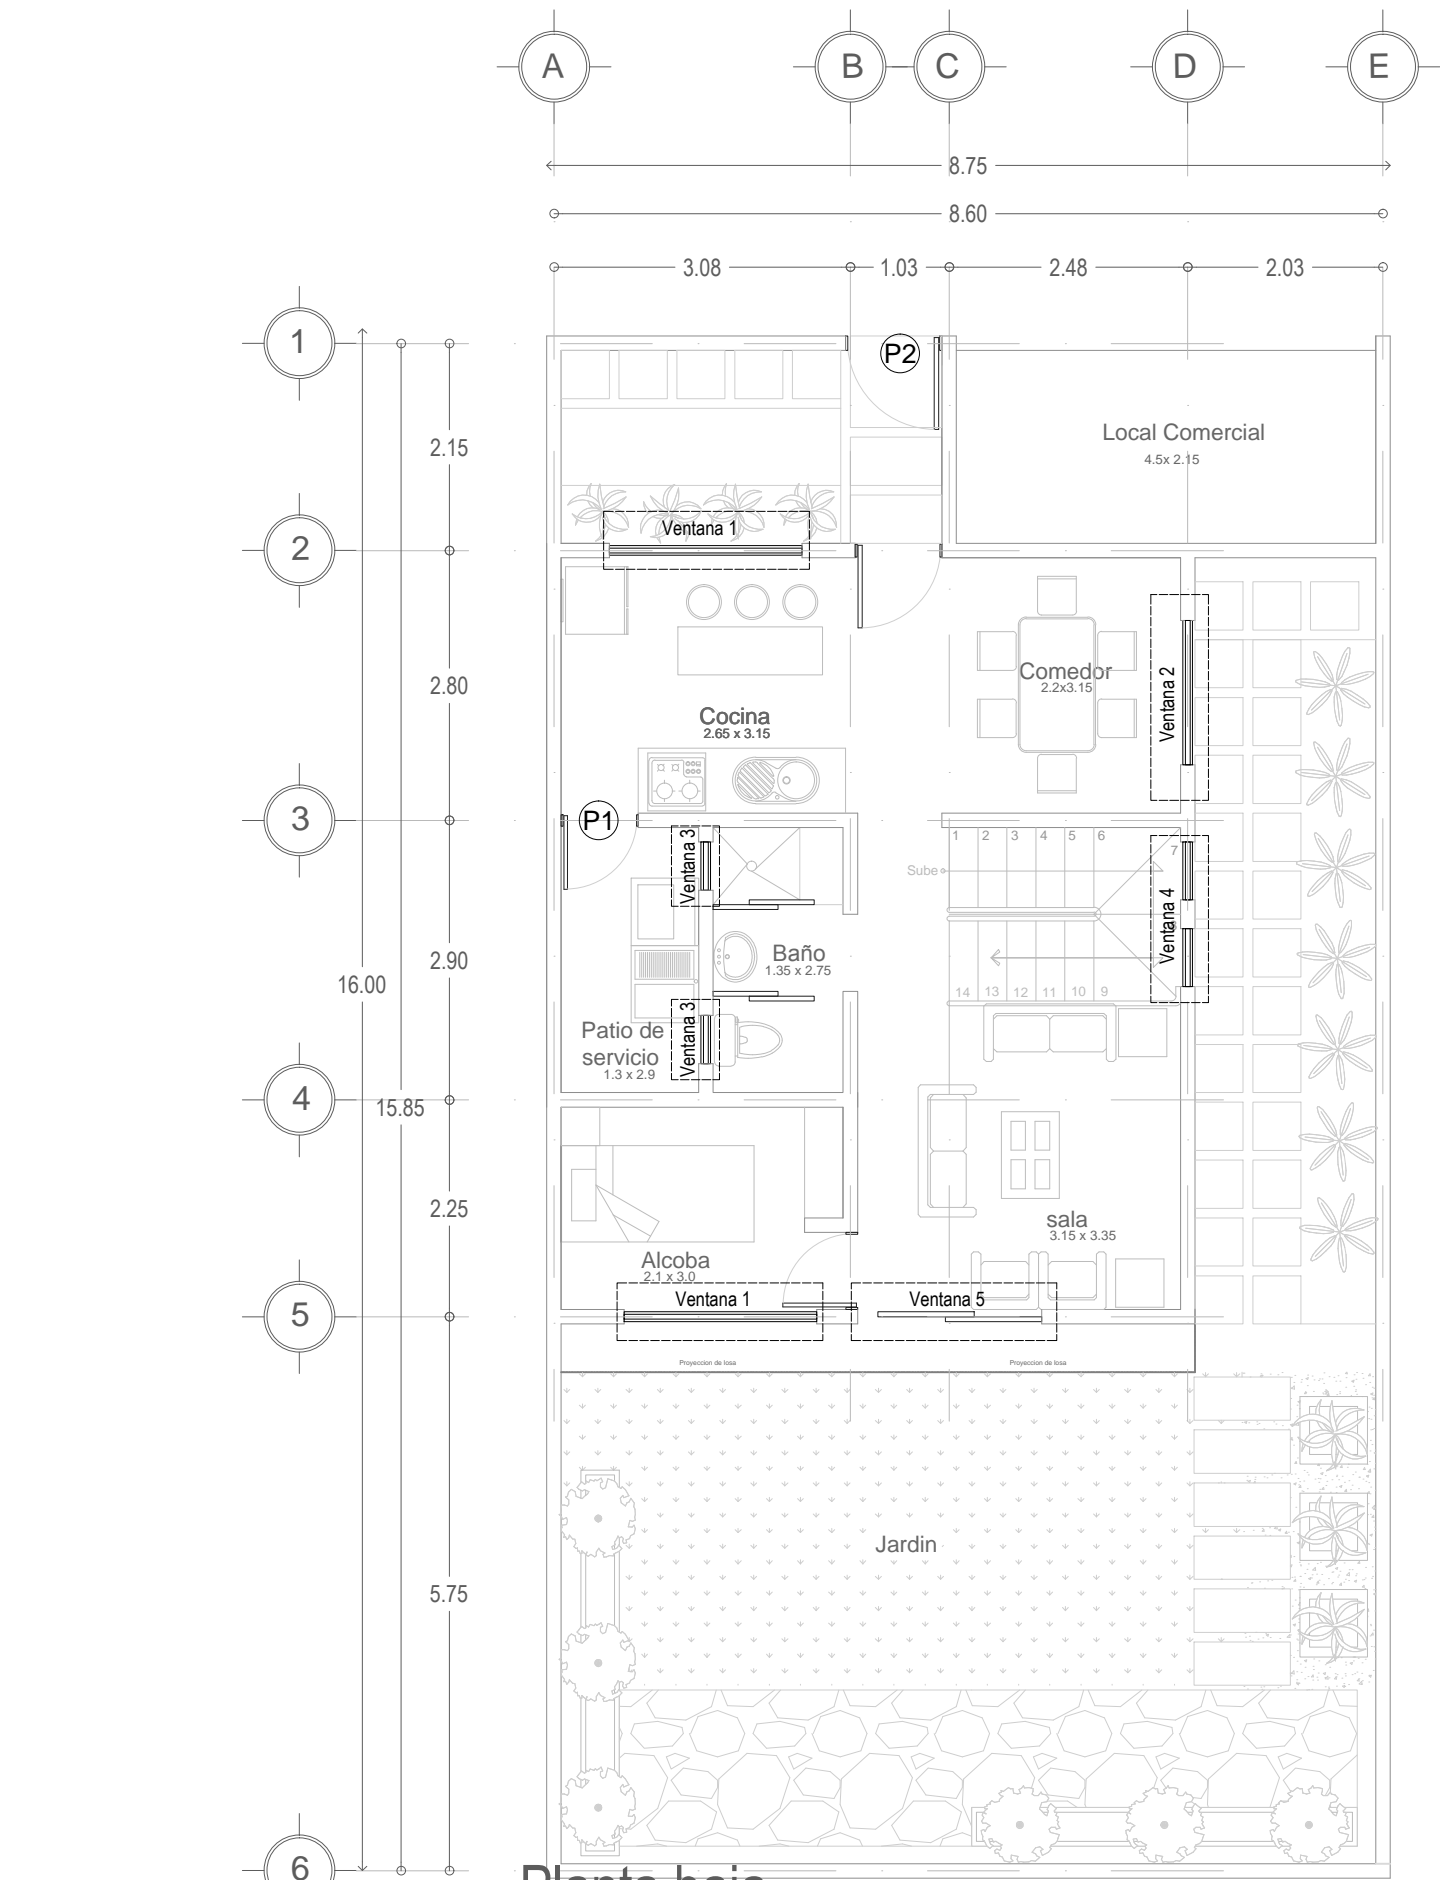 A B C D E
8.75
8.60
3.08 1.03 2.48 2.03
1
P2
Local Comercial
4.5x 2.15
2.15
Ventana 1
2
Comedor
2.2x3.15
Ventana 2
2.80
Cocina
2.65 x 3.15
3
P1
Ventana 3
1 2 3 4 5 6
7
Sube
Ventana 4
Baño
1.35 x 2.75
2.90
16.00
14 13 12 11 10 9
Ventana 3
Patio de
servicio
1.3 x 2.9
4
15.85
2.25
sala
3.15 x 3.35
Alcoba
2.1 x 3.0
Ventana 1
Ventana 5
5
Proyeccion de losa
Proyeccion de losa
Jardin
5.75
6
Planta baja